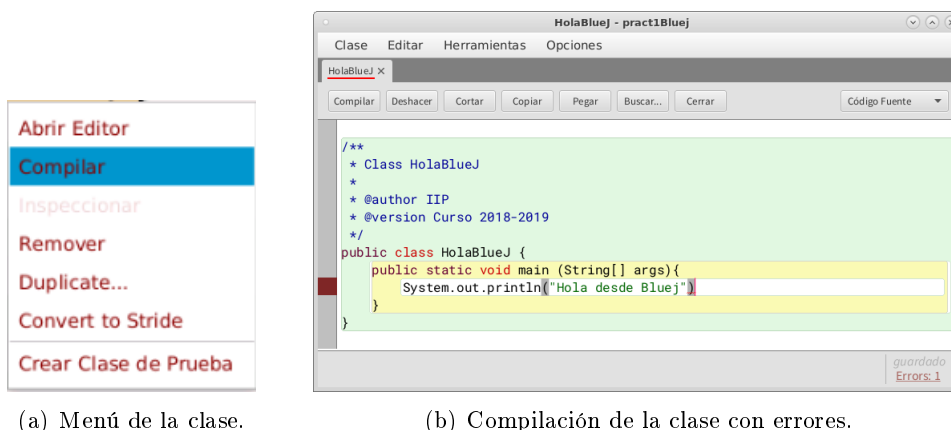 Abrir Editor
Compilar
Inspeccionar
Remover
Duplicate...
Convert to Stride
Crear Clase de Prueba
(a) Menú de la clase.
HolaBlueJ - pract1Bluej
Clase Editar Herramientas Opciones
HolaBlueJ
Compilar Deshacer Cortar Copiar Pegar Buscar... Cerrar Código Fuente
/**
* Class HolaBlueJ
*
* @author IIP
* @version Curso 2018-2019
*/
public class HolaBlueJ {
public static void main (String[] args){
System.out.println("Hola desde Bluej")
}
}
guardado
Errors: 1
(b) Compilación de la clase con errores.